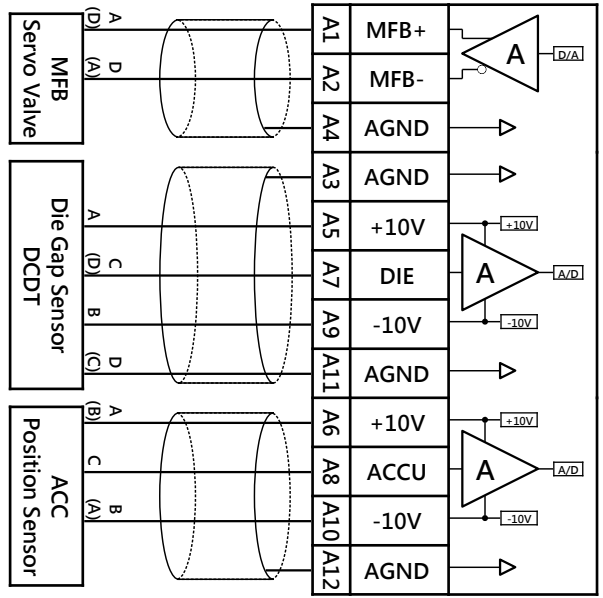 MFB
Servo Valve
A
(D)
D
(A)
A1
MFB+
A2
MFB-
A4
AGND
A
D/A
Die Gap Sensor
DCDT
A
C
(D)
B
D
(C)
A3
AGND
A5
+10V
A7
DIE
A9
-10V
A11
AGND
+10V
A
A/D
-10V
ACC
Position Sensor
A
(B)
C
B
(A)
A6
+10V
A8
ACCU
A10
-10V
A12
AGND
+10V
A
A/D
-10V